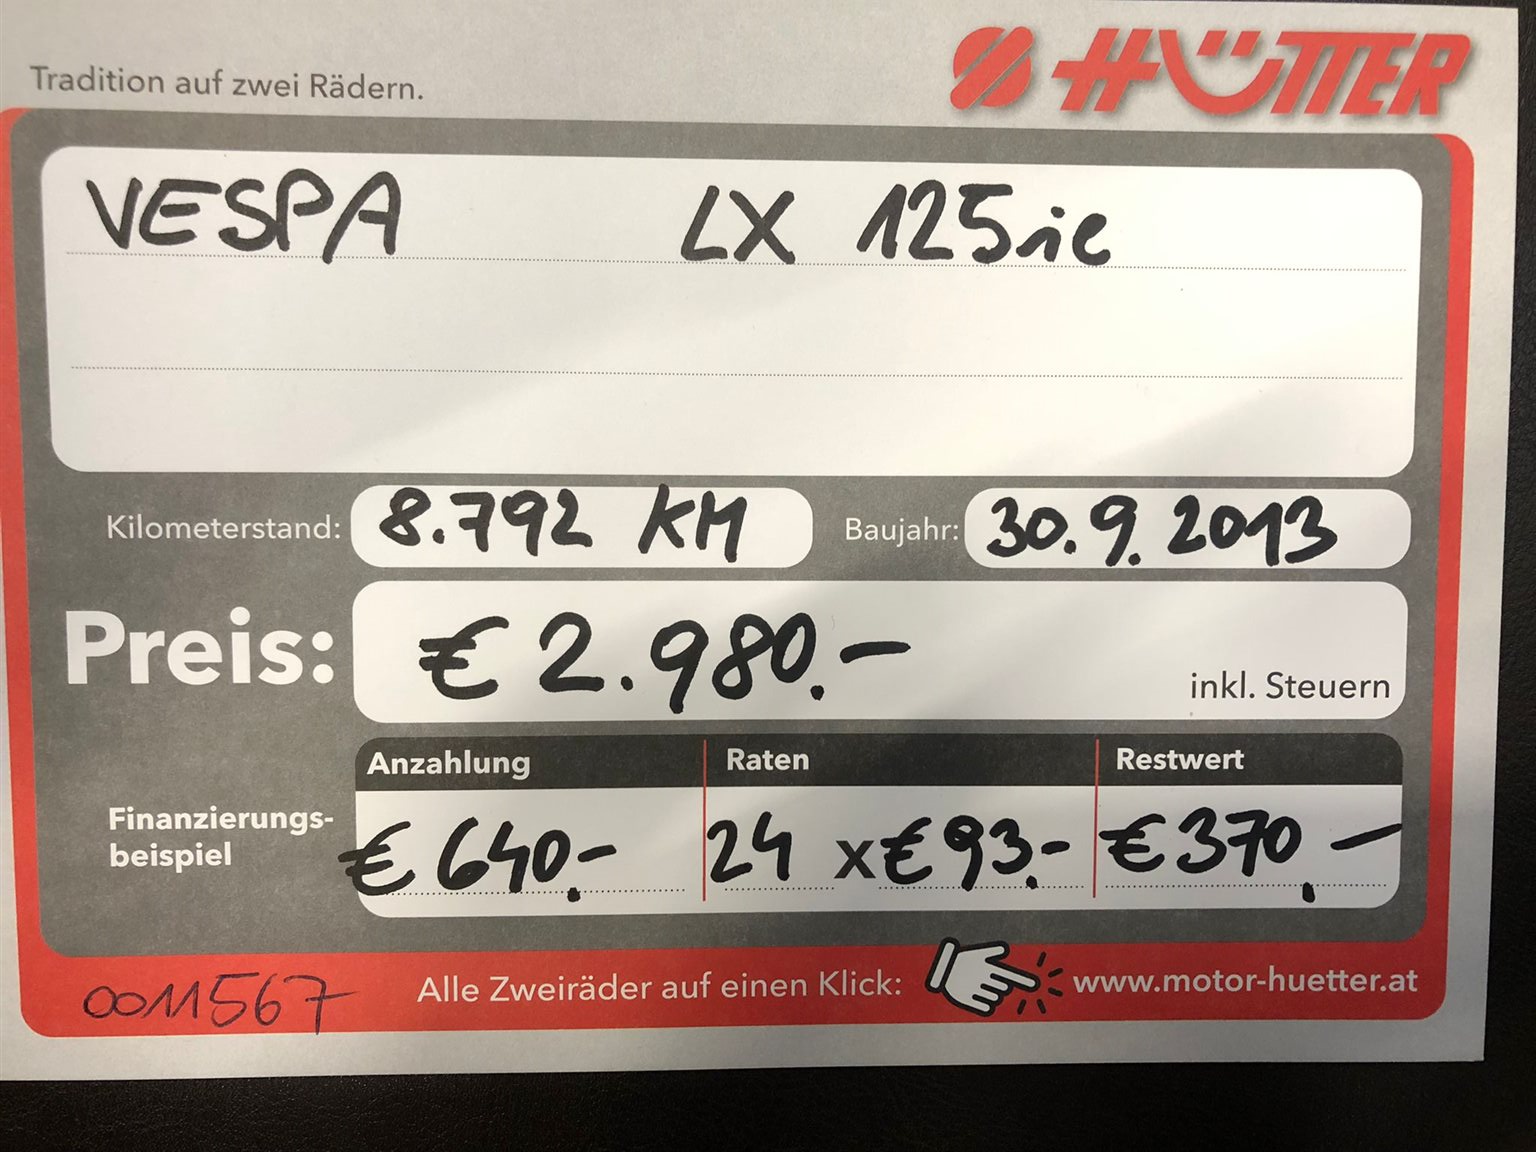 Tradition auf zwei Rädern.
HÜTTER
VESPA LX 125ie
Kilometerstand: 8.792 KM Baujahr: 30.9.2013
Preis: € 2.980.-
inkl. Steuern
Anzahlung Raten Restwert
Finanzierungs-
beispiel
€ 640.- 24 x € 93.- € 370.-
0011567 Alle Zweiräder auf einen Klick: www.motor-huetter.at